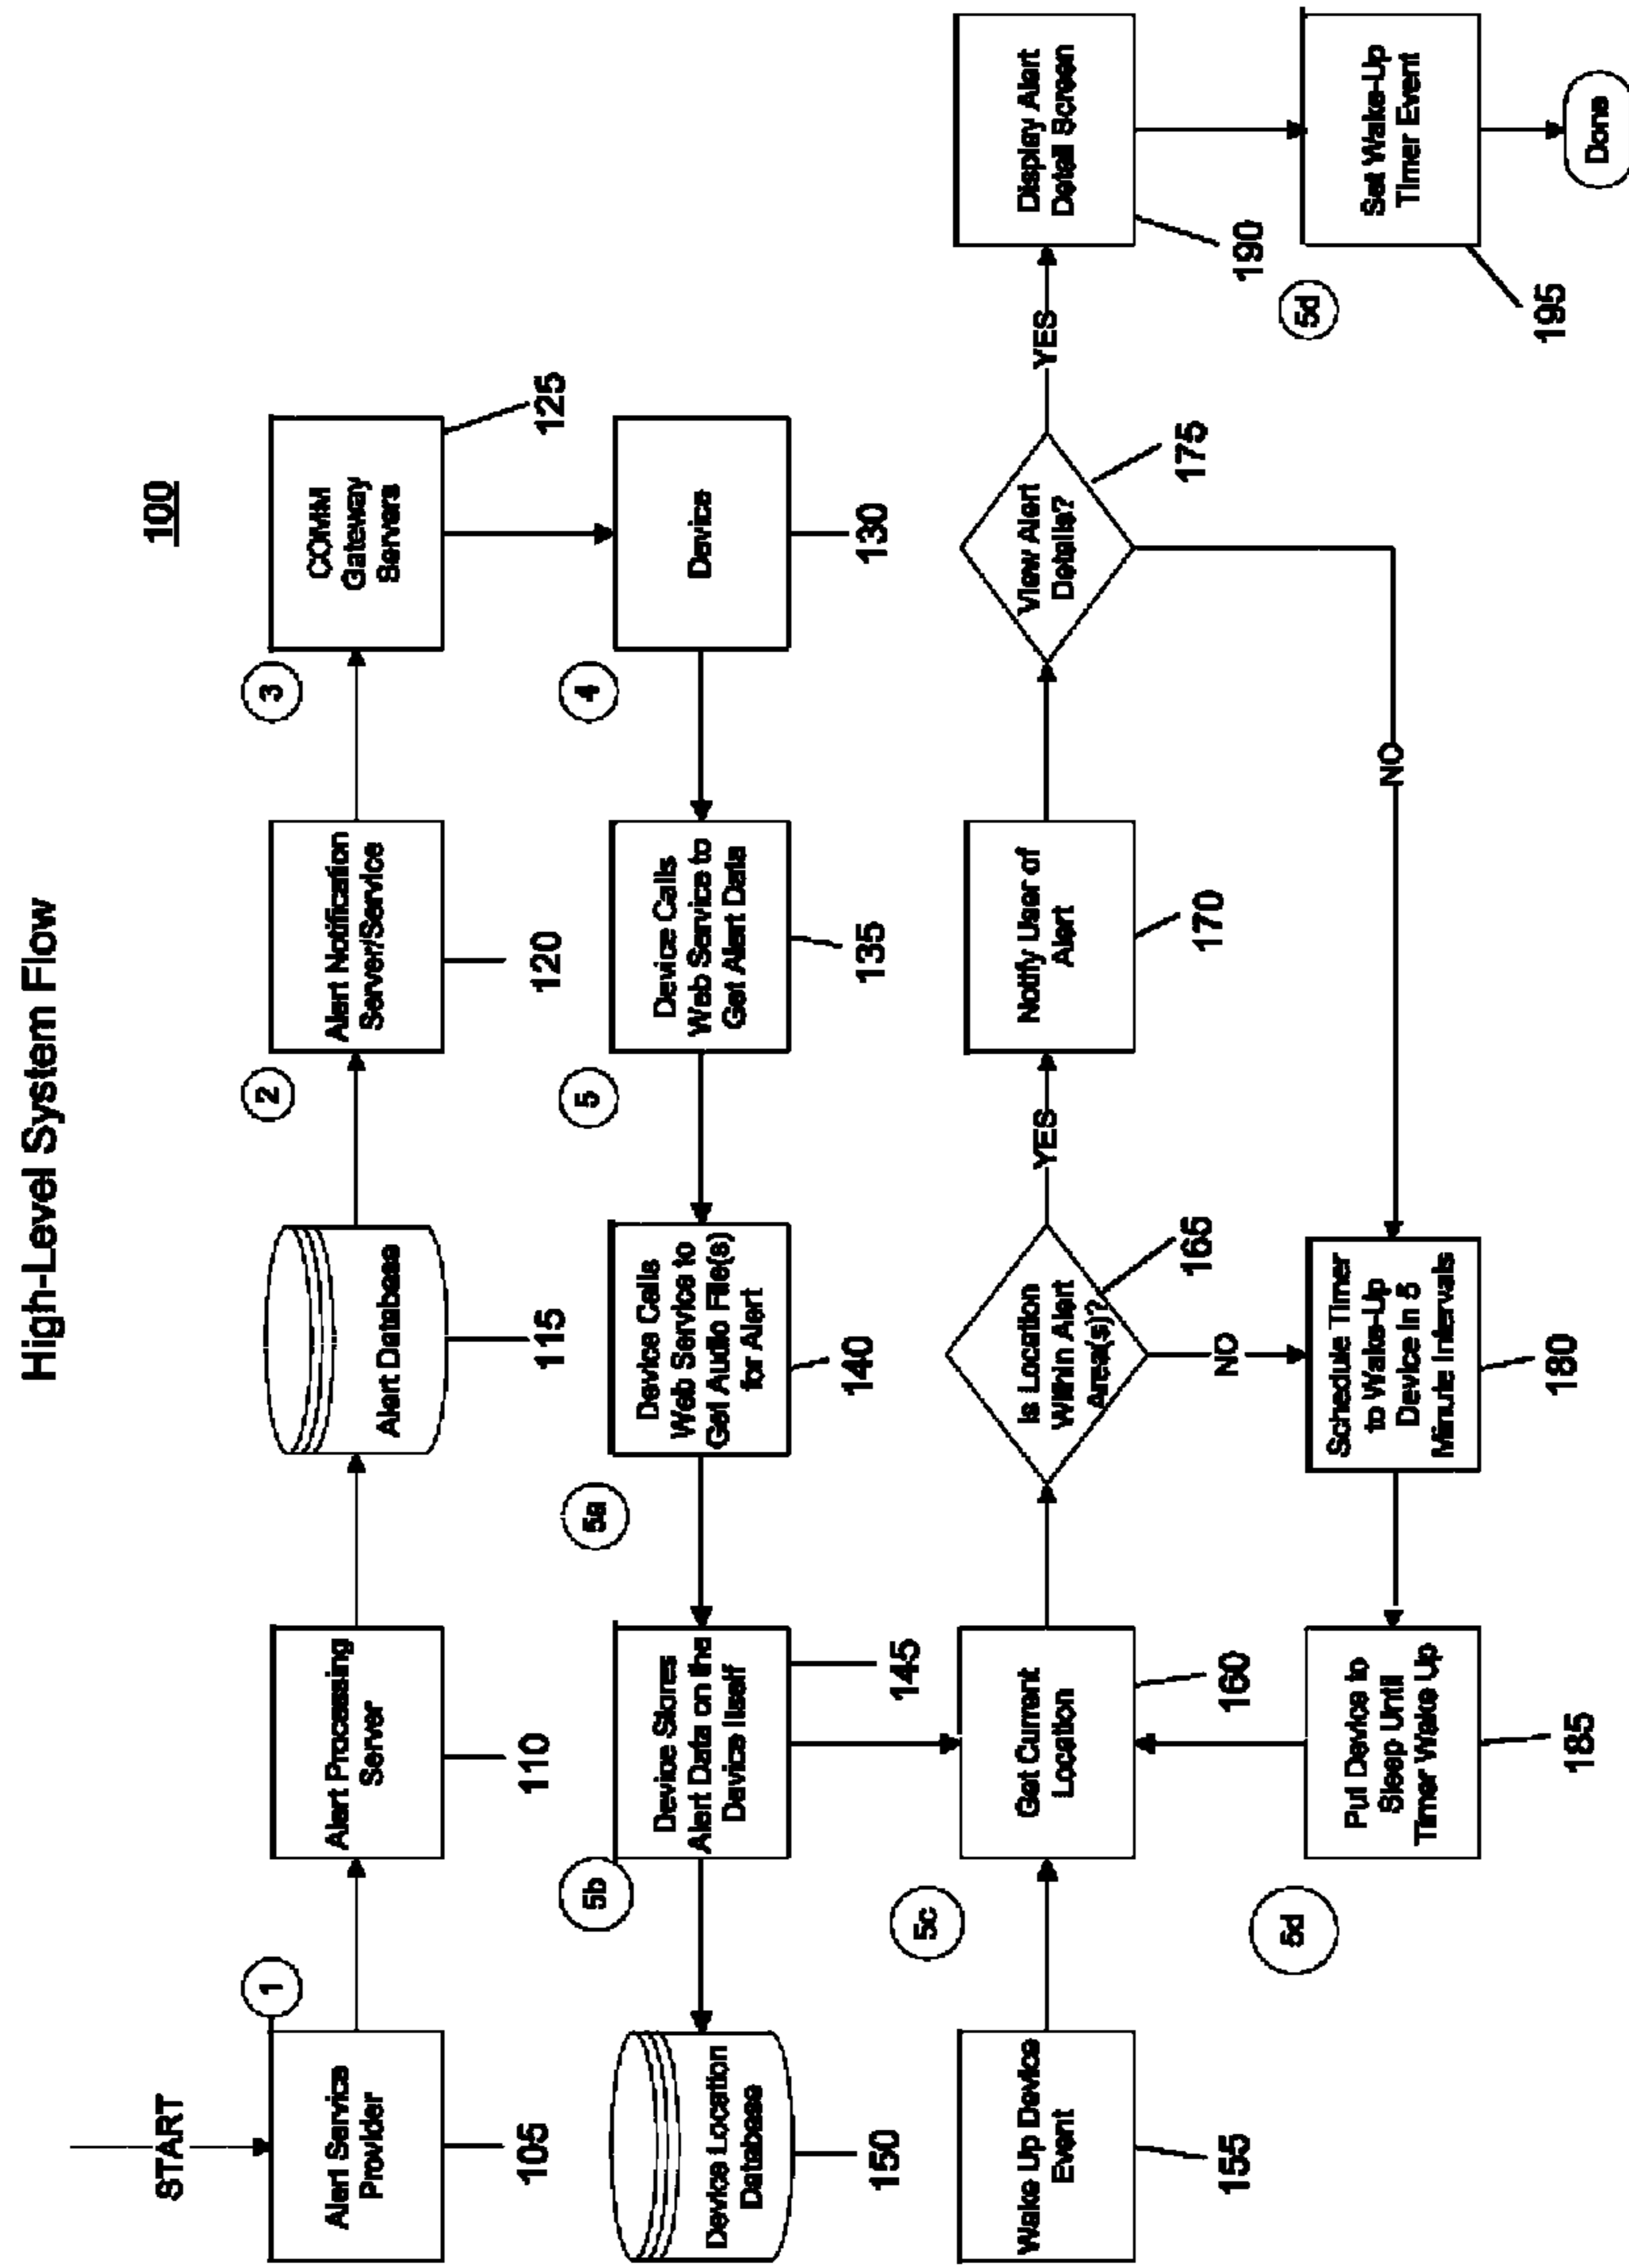 High-Level System Flow
100
START
1
Alert Service
Provider
105
Alert Processing
Server
110
Alert Database
115
2
Alert Notification
Server/Service
120
3
COMM
Gateway
Servers
125
4
Device
130
5
Device Calls
Web Service to
Get Alert Data
135
Device Calls
Web Service to
Get Audio File(s)
for Alert
140
5a
Device Stores
Alert Data on the
Device Itself
145
5b
Device Location
Database
150
Wake Up Device
Event
155
5c
Get Current
Location
160
Is Location
Within Alert
Area(s)?
165
YES
NO
Notify User of
Alert
170
View Alert
Details?
175
YES
NO
Display Alert
Detail Screen
190
5d
Set Wake-Up
Timer Event
195
Done
Schedule Timer
to Wake-Up
Device in 5
Minute Intervals
180
5d
Put Device to
Sleep Until
Timer Wake Up
185